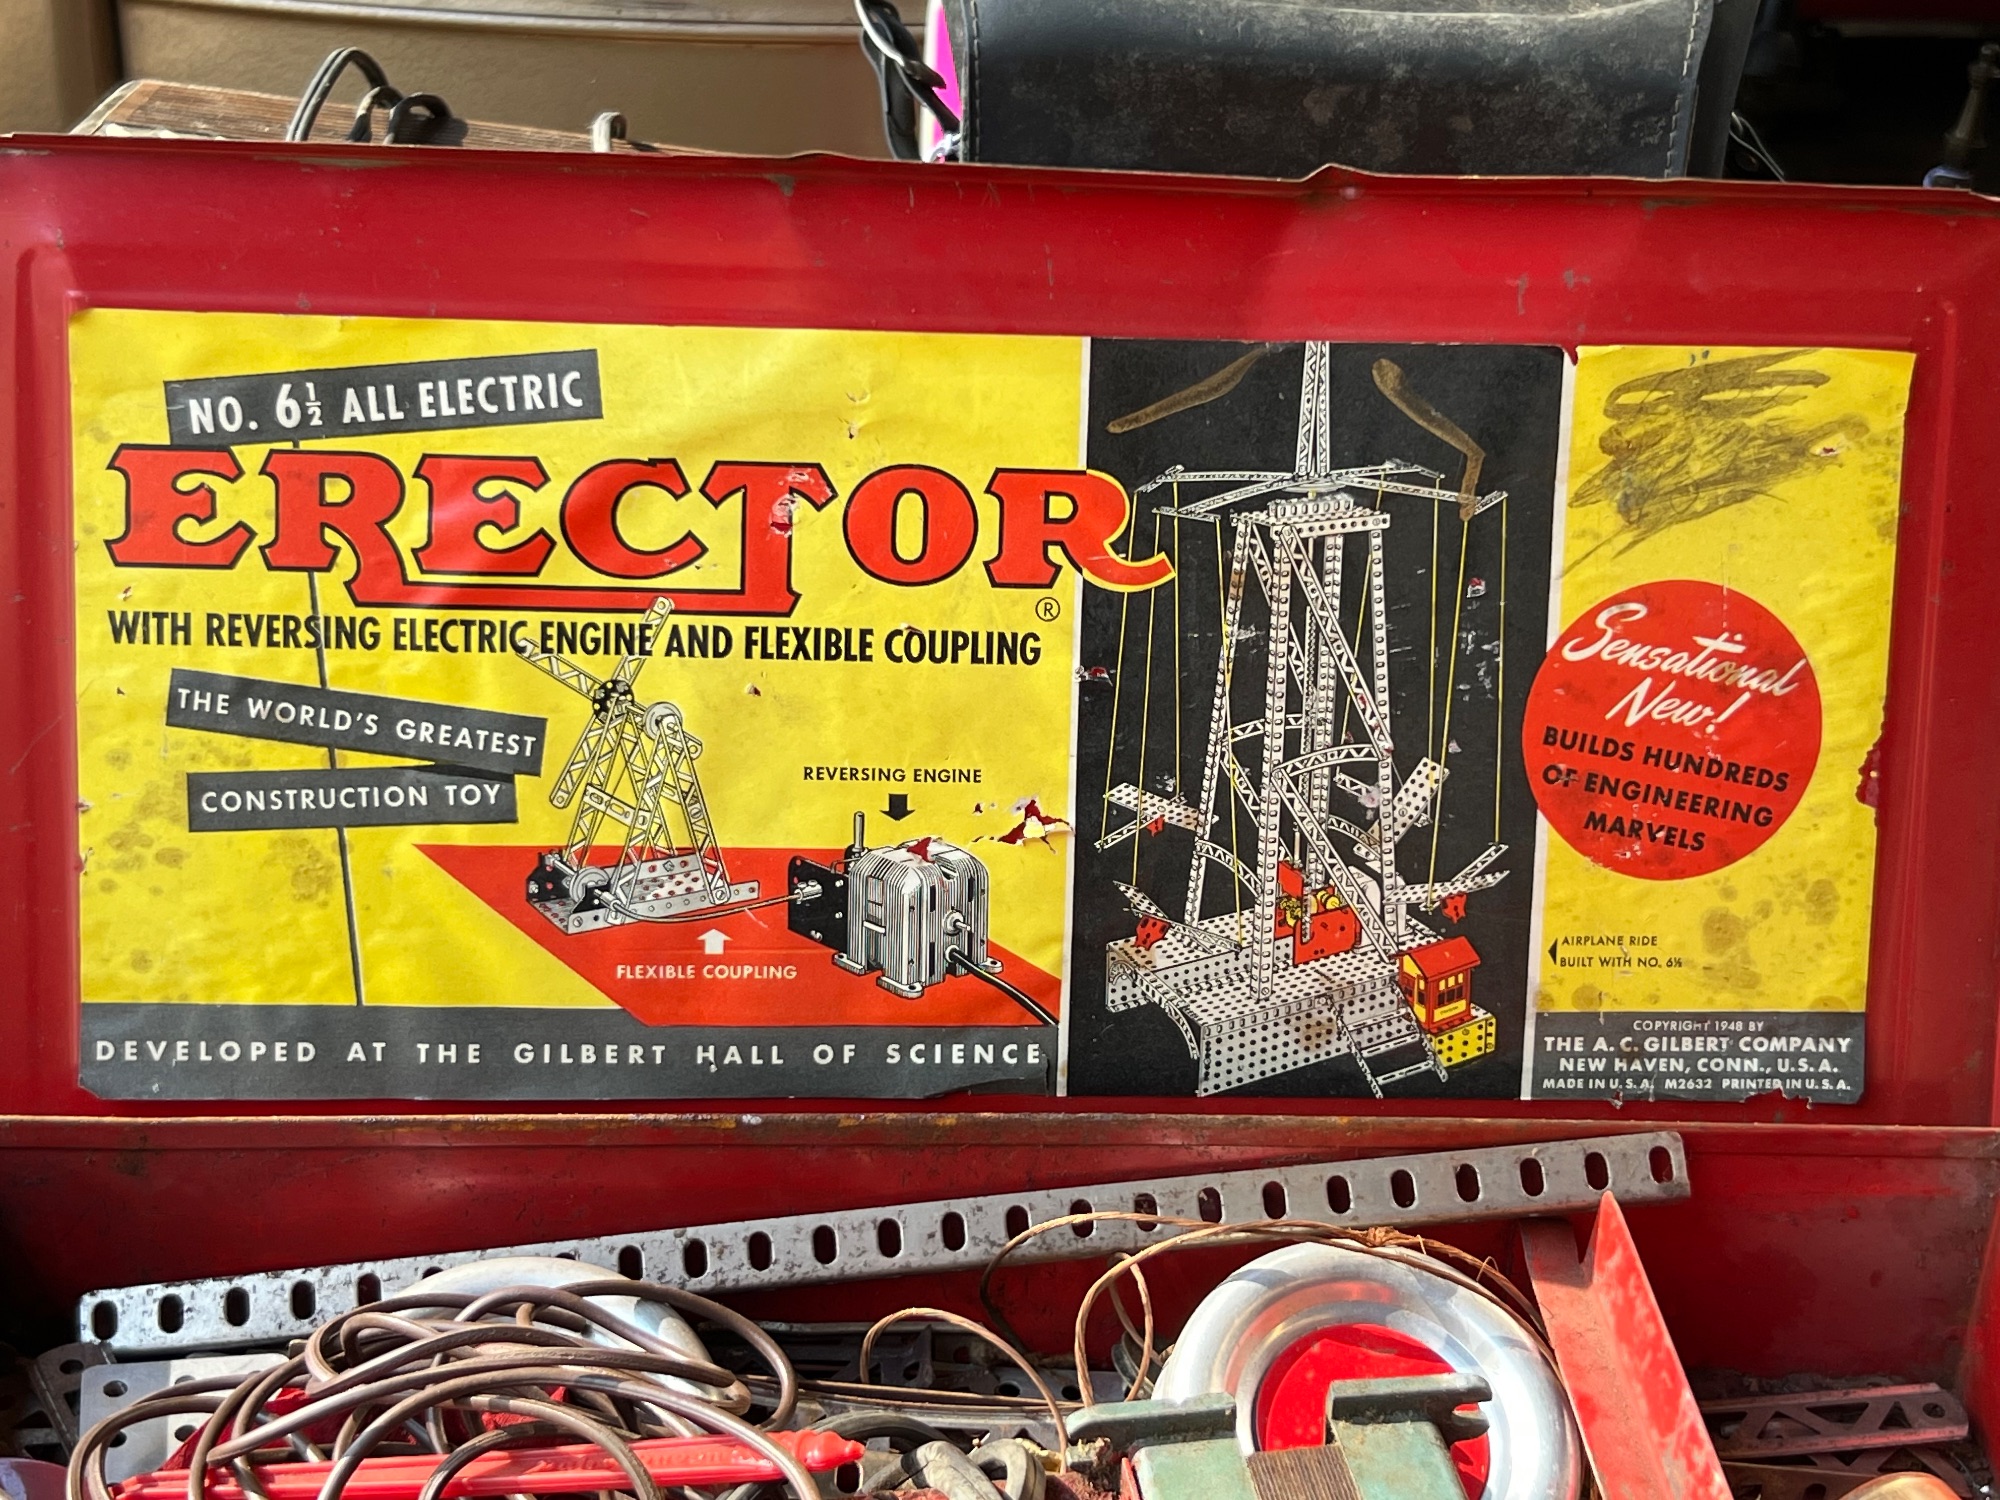 NO. 6½ ALL ELECTRIC
ERECTOR
®
WITH REVERSING ELECTRIC ENGINE AND FLEXIBLE COUPLING
THE WORLD'S GREATEST
CONSTRUCTION TOY
REVERSING ENGINE
FLEXIBLE COUPLING
DEVELOPED AT THE GILBERT HALL OF SCIENCE
Sensational
New!
BUILDS HUNDREDS
OF ENGINEERING
MARVELS
AIRPLANE RIDE
BUILT WITH NO. 6½
COPYRIGHT 1948 BY
THE A. C. GILBERT COMPANY
NEW HAVEN, CONN., U.S.A.
MADE IN U.S.A. M2632 PRINTED IN U.S.A.